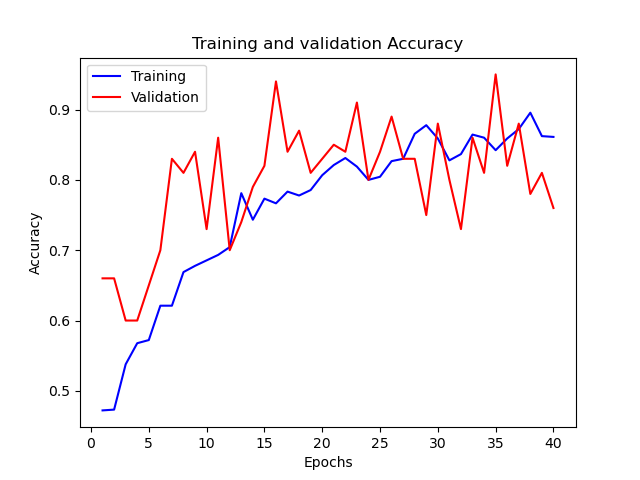 Training and validation Accuracy
Training
Validation
0.9
0.8
0.7
0.6
0.5
Accuracy
0 5 10 15 20 25 30 35 40
Epochs